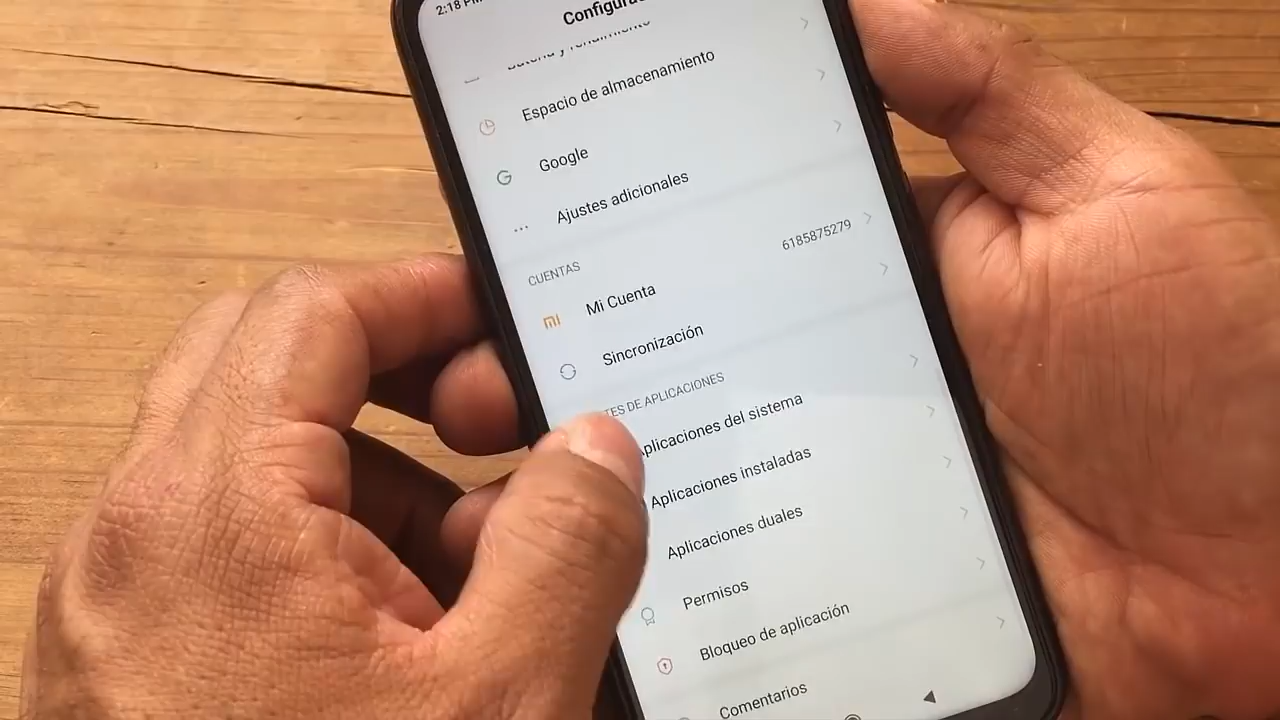 2:18 PM
Configura
Batería y rendimiento
Espacio de almacenamiento
Google
Ajustes adicionales
CUENTAS
Mi Cuenta
6185875279
Sincronización
TES DE APLICACIONES
Aplicaciones del sistema
Aplicaciones instaladas
Aplicaciones duales
Permisos
Bloqueo de aplicación
Comentarios